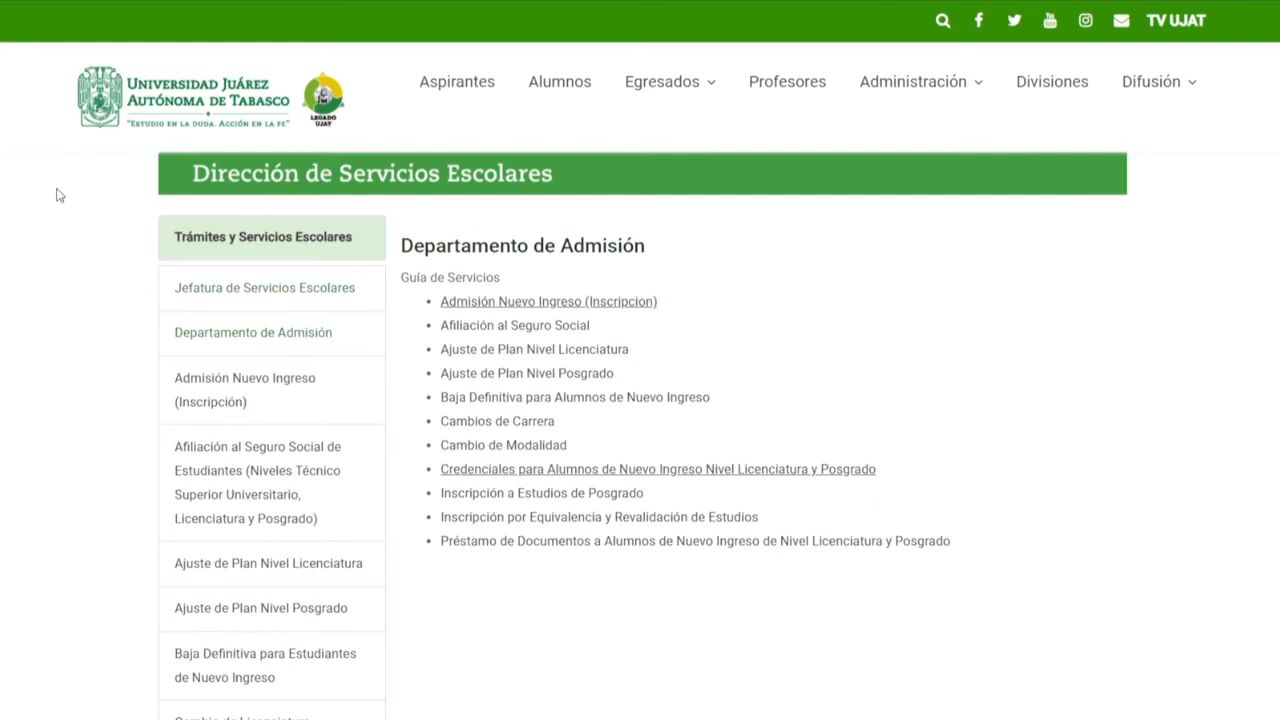 TV UJAT
UNIVERSIDAD JUÁREZ
AUTÓNOMA DE TABASCO
"ESTUDIO EN LA DUDA. ACCIÓN EN LA FE"
LEGADO
UJAT
Aspirantes
Alumnos
Egresados
Profesores
Administración
Divisiones
Difusión
Dirección de Servicios Escolares
Trámites y Servicios Escolares
Jefatura de Servicios Escolares
Departamento de Admisión
Admisión Nuevo Ingreso
(Inscripción)
Afiliación al Seguro Social de
Estudiantes (Niveles Técnico
Superior Universitario,
Licenciatura y Posgrado)
Ajuste de Plan Nivel Licenciatura
Ajuste de Plan Nivel Posgrado
Baja Definitiva para Estudiantes
de Nuevo Ingreso
Departamento de Admisión
Guía de Servicios
Admisión Nuevo Ingreso (Inscripcion)
Afiliación al Seguro Social
Ajuste de Plan Nivel Licenciatura
Ajuste de Plan Nivel Posgrado
Baja Definitiva para Alumnos de Nuevo Ingreso
Cambios de Carrera
Cambio de Modalidad
Credenciales para Alumnos de Nuevo Ingreso Nivel Licenciatura y Posgrado
Inscripción a Estudios de Posgrado
Inscripción por Equivalencia y Revalidación de Estudios
Préstamo de Documentos a Alumnos de Nuevo Ingreso de Nivel Licenciatura y Posgrado